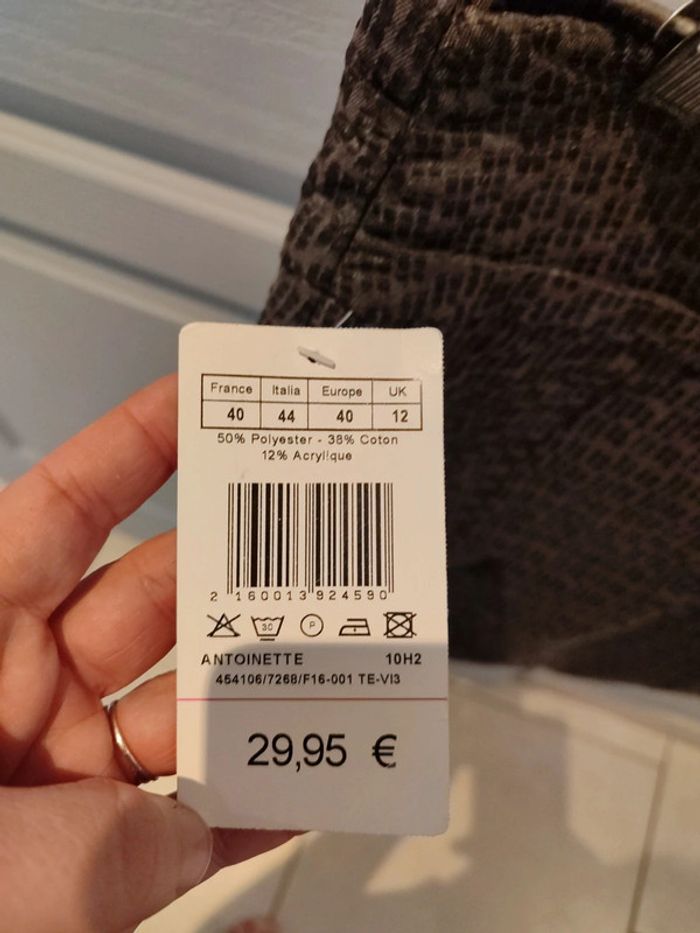 France Italia Europe UK
40 44 40 12
50% Polyester - 38% Coton
12% Acrylique
2 160013 924590
30 P
ANTOINETTE 10H2
454106/7268/F16-001 TE-VI3
29,95 €